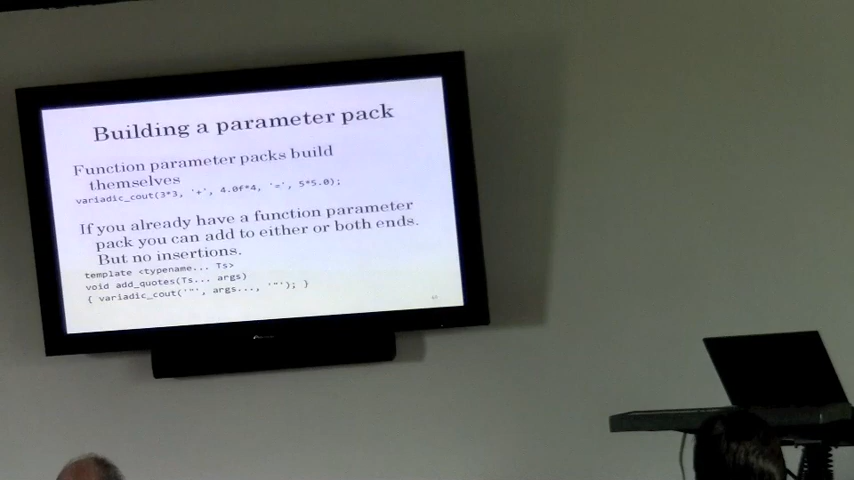 Building a parameter pack
Function parameter packs build
themselves
variadic_cout(3*3, '+', 4.0f*4, '=', 5*5.0);
If you already have a function parameter
pack you can add to either or both ends.
But no insertions.
template <typename... Ts>
void add_quotes(Ts... args)
{ variadic_cout('"', args..., '"'); }